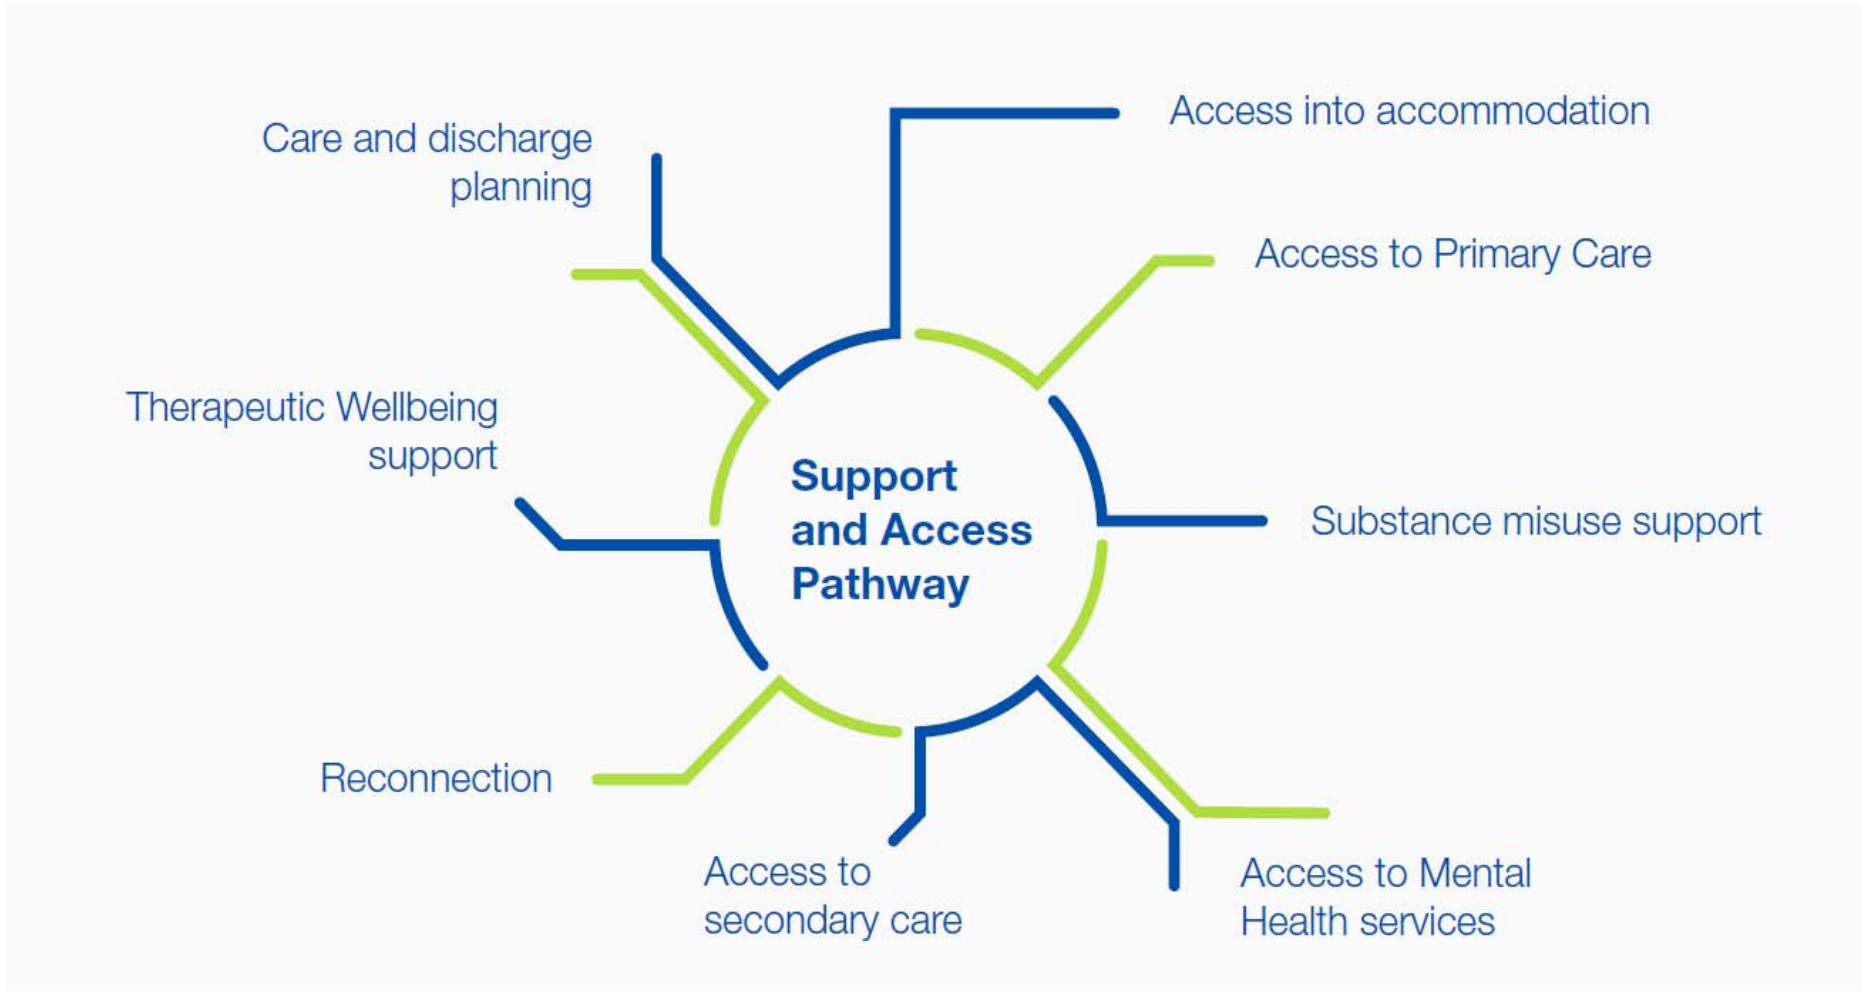 Support
and Access
Pathway
Access into accommodation
Access to Primary Care
Substance misuse support
Access to Mental
Health services
Access to
secondary care
Reconnection
Therapeutic Wellbeing
support
Care and discharge
planning